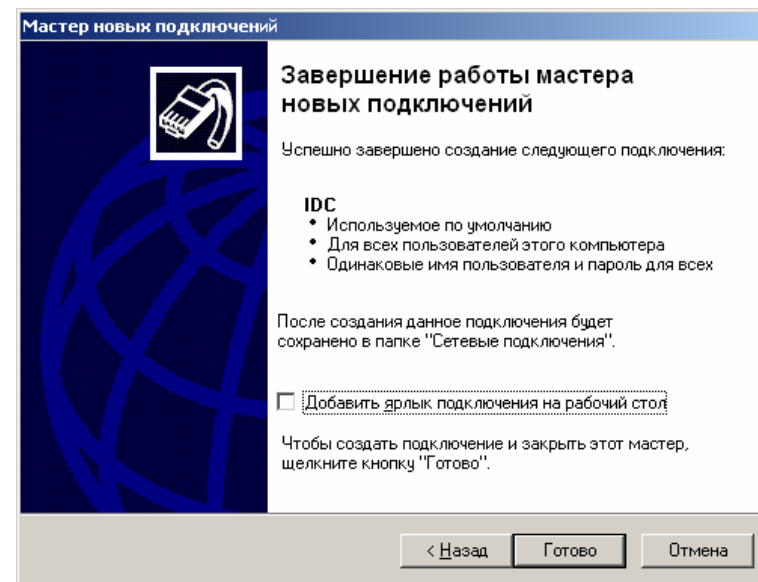 Мастер новых подключений
Завершение работы мастера
новых подключений
Успешно завершено создание следующего подключения:
IDC
• Используемое по умолчанию
• Для всех пользователей этого компьютера
• Одинаковые имя пользователя и пароль для всех
После создания данное подключения будет
сохранено в папке "Сетевые подключения".
Добавить ярлык подключения на рабочий стол
Чтобы создать подключение и закрыть этот мастер,
щелкните кнопку "Готово".
< Назад Готово Отмена